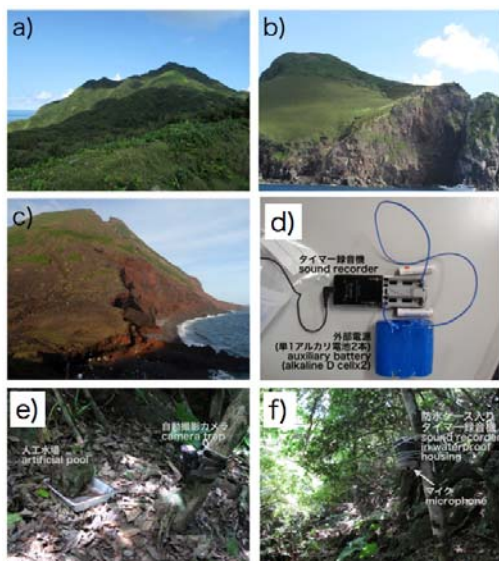 a)
b)
c)
d)
タイマー録音機
sound recorder
外部電源
(単1アルカリ電池2本)
auxiliary battery
(alkaline D cellx2)
e)
自動撮影カメラ
camera trap
人工水場
artificial pool
f)
防水ケース入り
タイマー録音機
sound recorder
in waterproof
housing
マイク
microphone